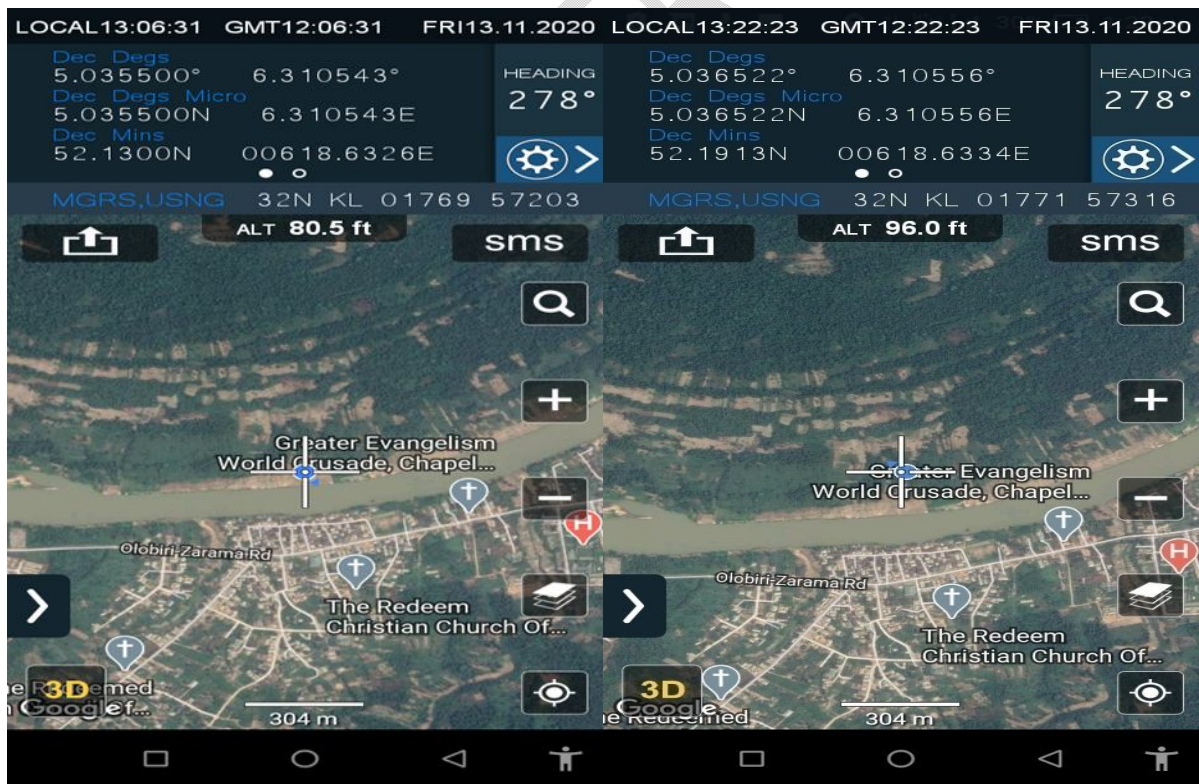 LOCAL13:06:31 GMT12:06:31 FRI13.11.2020
Dec Degs
5.035500° 6.310543°
Dec Degs Micro
5.035500N 6.310543E
Dec Mins
52.1300N 00618.6326E
HEADING
278°
MGRS,USNG 32N KL 01769 57203
ALT 80.5 ft
sms
Greater Evangelism
World Crusade, Chapel...
H
Olobiri-Zarama Rd
The Redeem
Christian Church Of...
3D
Google
304 m
LOCAL13:22:23 GMT12:22:23 FRI13.11.2020
Dec Degs
5.036522° 6.310556°
Dec Degs Micro
5.036522N 6.310556E
Dec Mins
52.1913N 00618.6334E
HEADING
278°
MGRS,USNG 32N KL 01771 57316
ALT 96.0 ft
sms
Greater Evangelism
World Crusade, Chapel...
H
Olobiri-Zarama Rd
The Redeem
Christian Church Of...
3D
Google
304 m